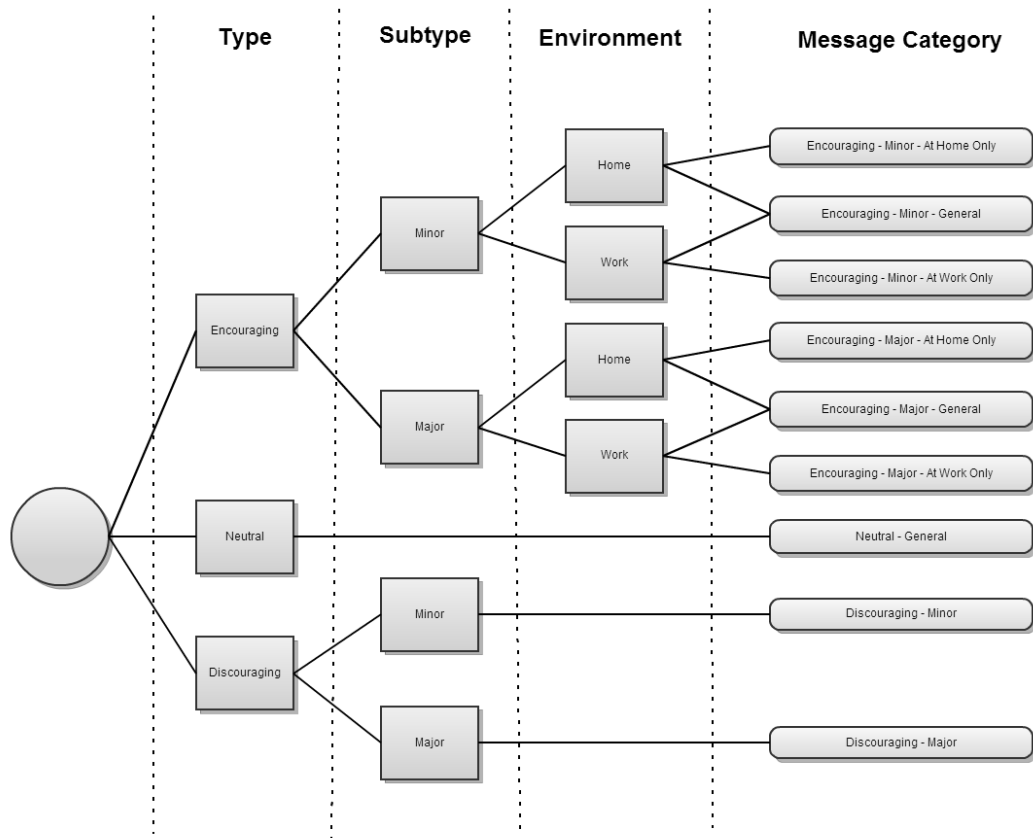 Type
Subtype
Environment
Message Category
Home
Encouraging - Minor - At Home Only
Minor
Encouraging - Minor - General
Work
Encouraging - Minor - At Work Only
Encouraging
Home
Encouraging - Major - At Home Only
Major
Encouraging - Major - General
Work
Encouraging - Major - At Work Only
Neutral
Neutral - General
Minor
Discouraging - Minor
Discouraging
Major
Discouraging - Major